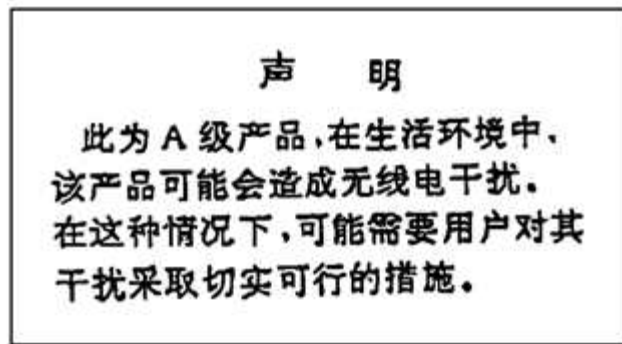 声 明
此为 A 级产品,在生活环境中、
该产品可能会造成无线电干扰。
在这种情况下,可能需要用户对其
干扰采取切实可行的措施。